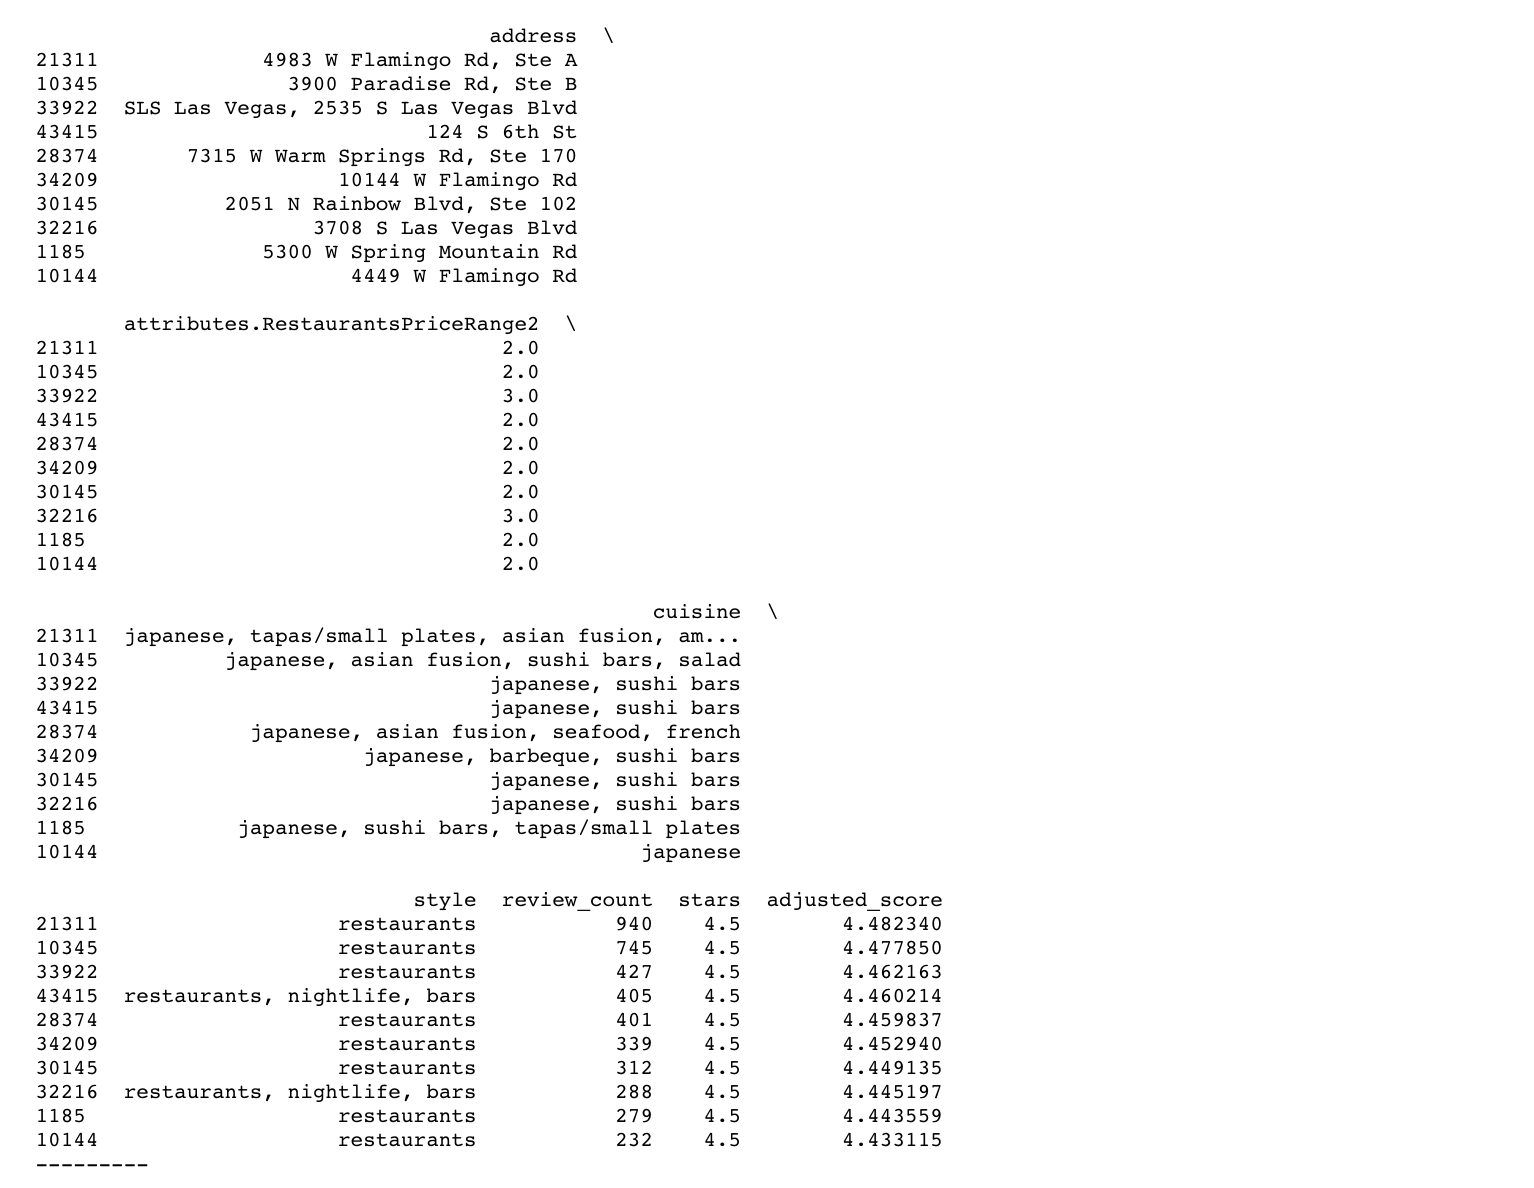 address \
21311 4983 W Flamingo Rd, Ste A
10345 3900 Paradise Rd, Ste B
33922 SLS Las Vegas, 2535 S Las Vegas Blvd
43415 124 S 6th St
28374 7315 W Warm Springs Rd, Ste 170
34209 10144 W Flamingo Rd
30145 2051 N Rainbow Blvd, Ste 102
32216 3708 S Las Vegas Blvd
1185 5300 W Spring Mountain Rd
10144 4449 W Flamingo Rd
attributes.RestaurantsPriceRange2 \
21311 2.0
10345 2.0
33922 3.0
43415 2.0
28374 2.0
34209 2.0
30145 2.0
32216 3.0
1185 2.0
10144 2.0
cuisine \
21311 japanese, tapas/small plates, asian fusion, am...
10345 japanese, asian fusion, sushi bars, salad
33922 japanese, sushi bars
43415 japanese, sushi bars
28374 japanese, asian fusion, seafood, french
34209 japanese, barbeque, sushi bars
30145 japanese, sushi bars
32216 japanese, sushi bars
1185 japanese, sushi bars, tapas/small plates
10144 japanese
style review_count stars adjusted_score
21311 restaurants 940 4.5 4.482340
10345 restaurants 745 4.5 4.477850
33922 restaurants 427 4.5 4.462163
43415 restaurants, nightlife, bars 405 4.5 4.460214
28374 restaurants 401 4.5 4.459837
34209 restaurants 339 4.5 4.452940
30145 restaurants 312 4.5 4.449135
32216 restaurants, nightlife, bars 288 4.5 4.445197
1185 restaurants 279 4.5 4.443559
10144 restaurants 232 4.5 4.433115
---------